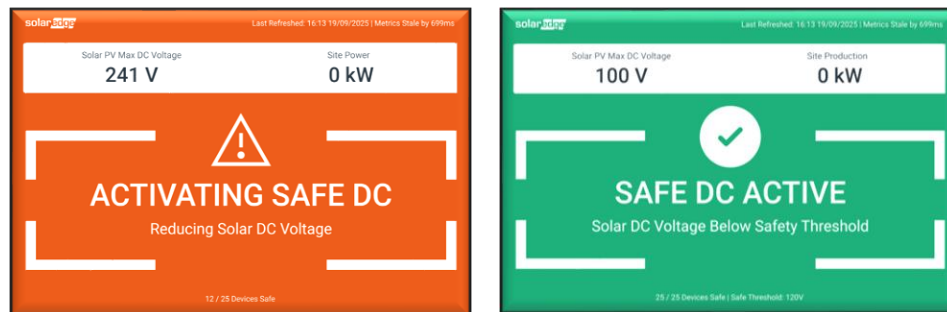 solaredge
Last Refreshed: 16:13 19/09/2025 | Metrics Stale by 699ms
Solar PV Max DC Voltage
Site Power
241 V
0 kW
ACTIVATING SAFE DC
Reducing Solar DC Voltage
12 / 25 Devices Safe
solaredge
Last Refreshed: 16:13 19/09/2025 | Metrics Stale by 699ms
Solar PV Max DC Voltage
Site Production
100 V
0 kW
SAFE DC ACTIVE
Solar DC Voltage Below Safety Threshold
25 / 25 Devices Safe | Safe Threshold: 120V